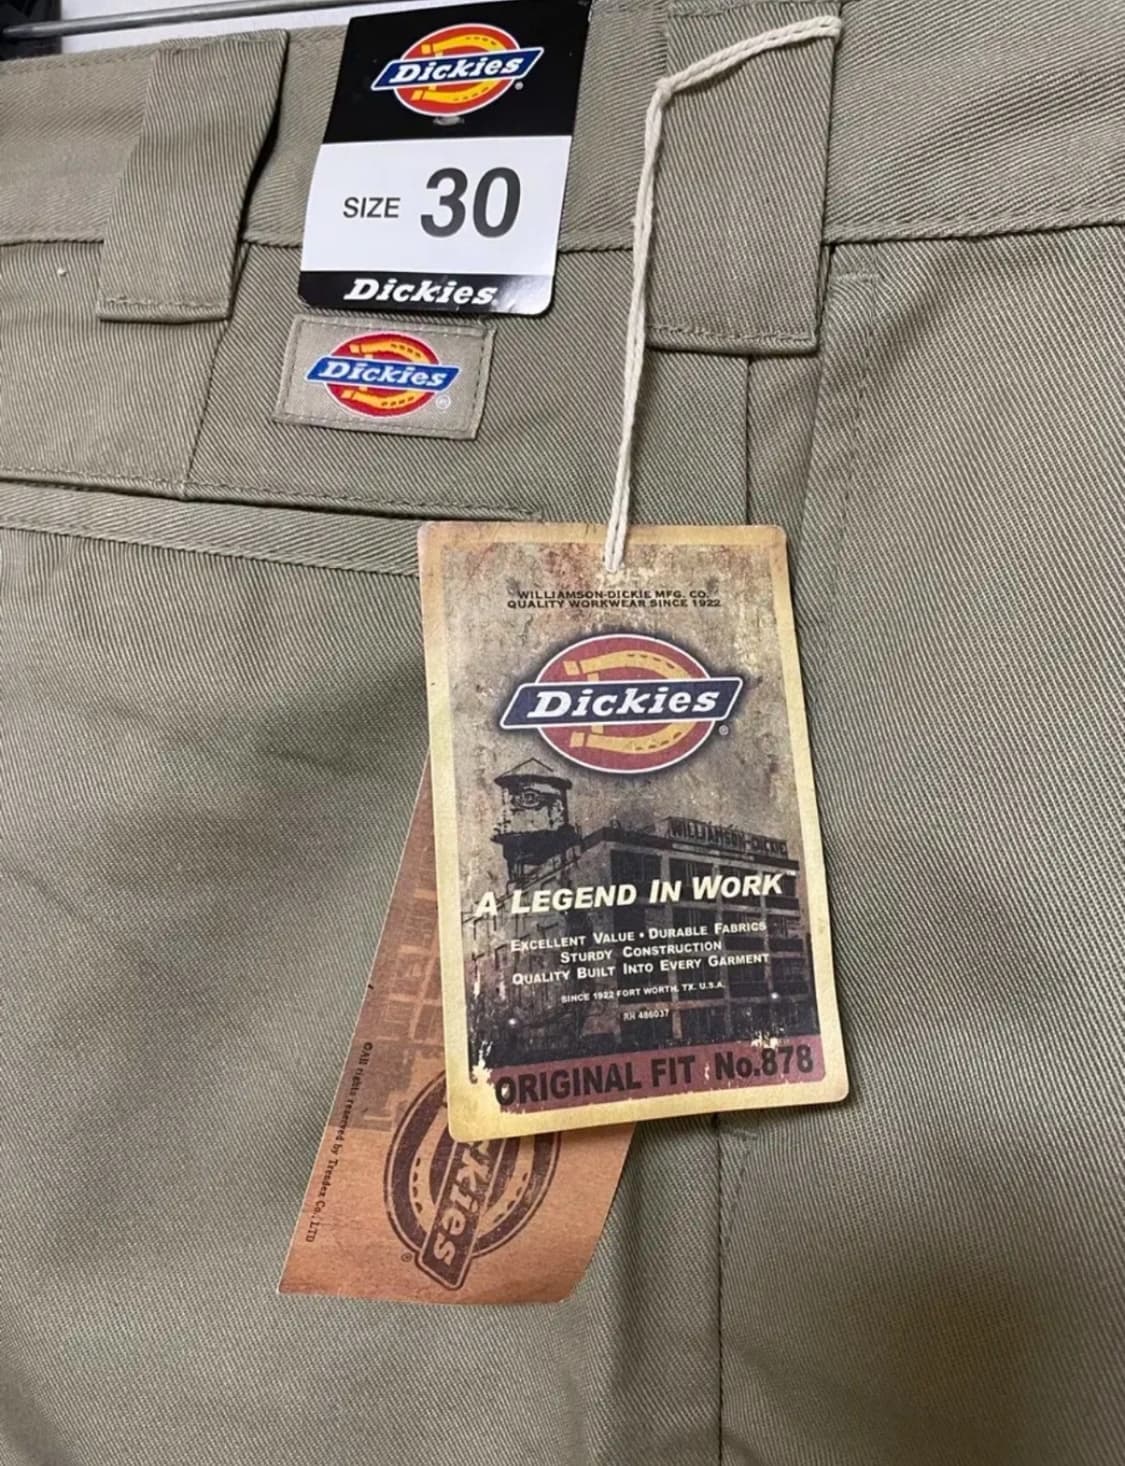 Dickies
SIZE 30
Dickies
Dickies
WILLIAMSON-DICKIE MFG. CO.
QUALITY WORKWEAR SINCE 1922
Dickies
WILLIAMSON-DICKIE
A LEGEND IN WORK
EXCELLENT VALUE • DURABLE FABRICS
STURDY CONSTRUCTION
QUALITY BUILT INTO EVERY GARMENT
SINCE 1922 FORT WORTH, TX. U.S.A.
RN 486037
ORIGINAL FIT No.878
©All rights reserved by Trendex Co., LTD
kies